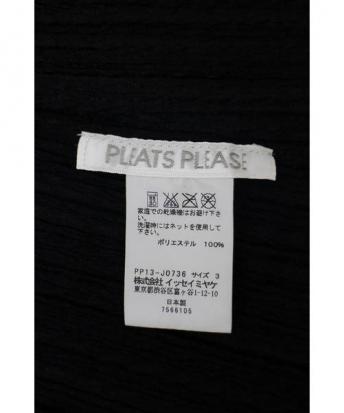 PLEATS PLEASE
家庭での乾燥機はお避け下さ
い。
洗濯時にはネットを使用して
下さい。
ポリエステル 100%
PP13-J0736 サイズ 3
株式会社 イッセイミヤケ
東京都渋谷区富ヶ谷1-12-10
日本製
7566105